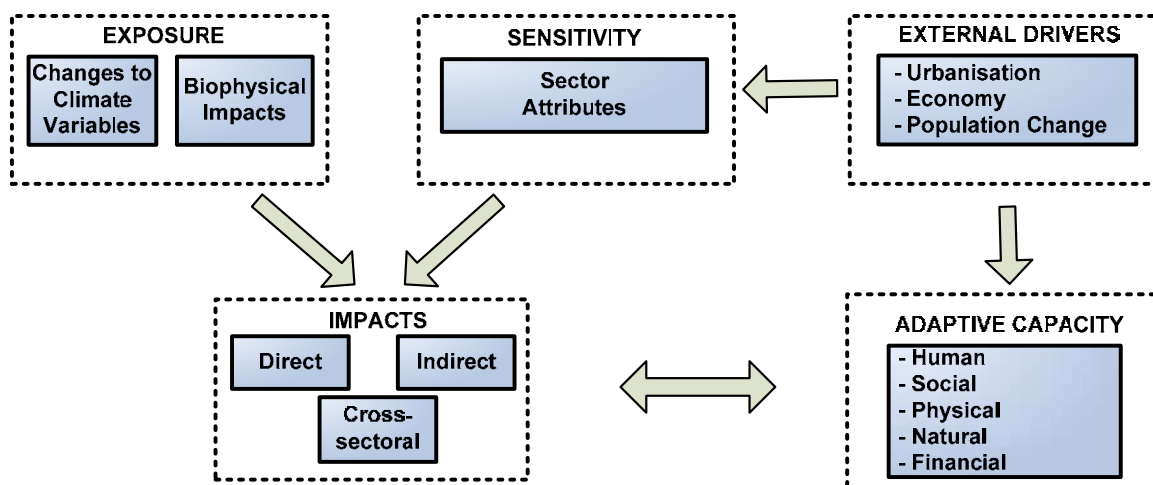 EXPOSURE
Changes to
Climate
Variables
Biophysical
Impacts
SENSITIVITY
Sector
Attributes
EXTERNAL DRIVERS
- Urbanisation
- Economy
- Population Change
IMPACTS
Direct
Indirect
Cross-
sectoral
ADAPTIVE CAPACITY
- Human
- Social
- Physical
- Natural
- Financial